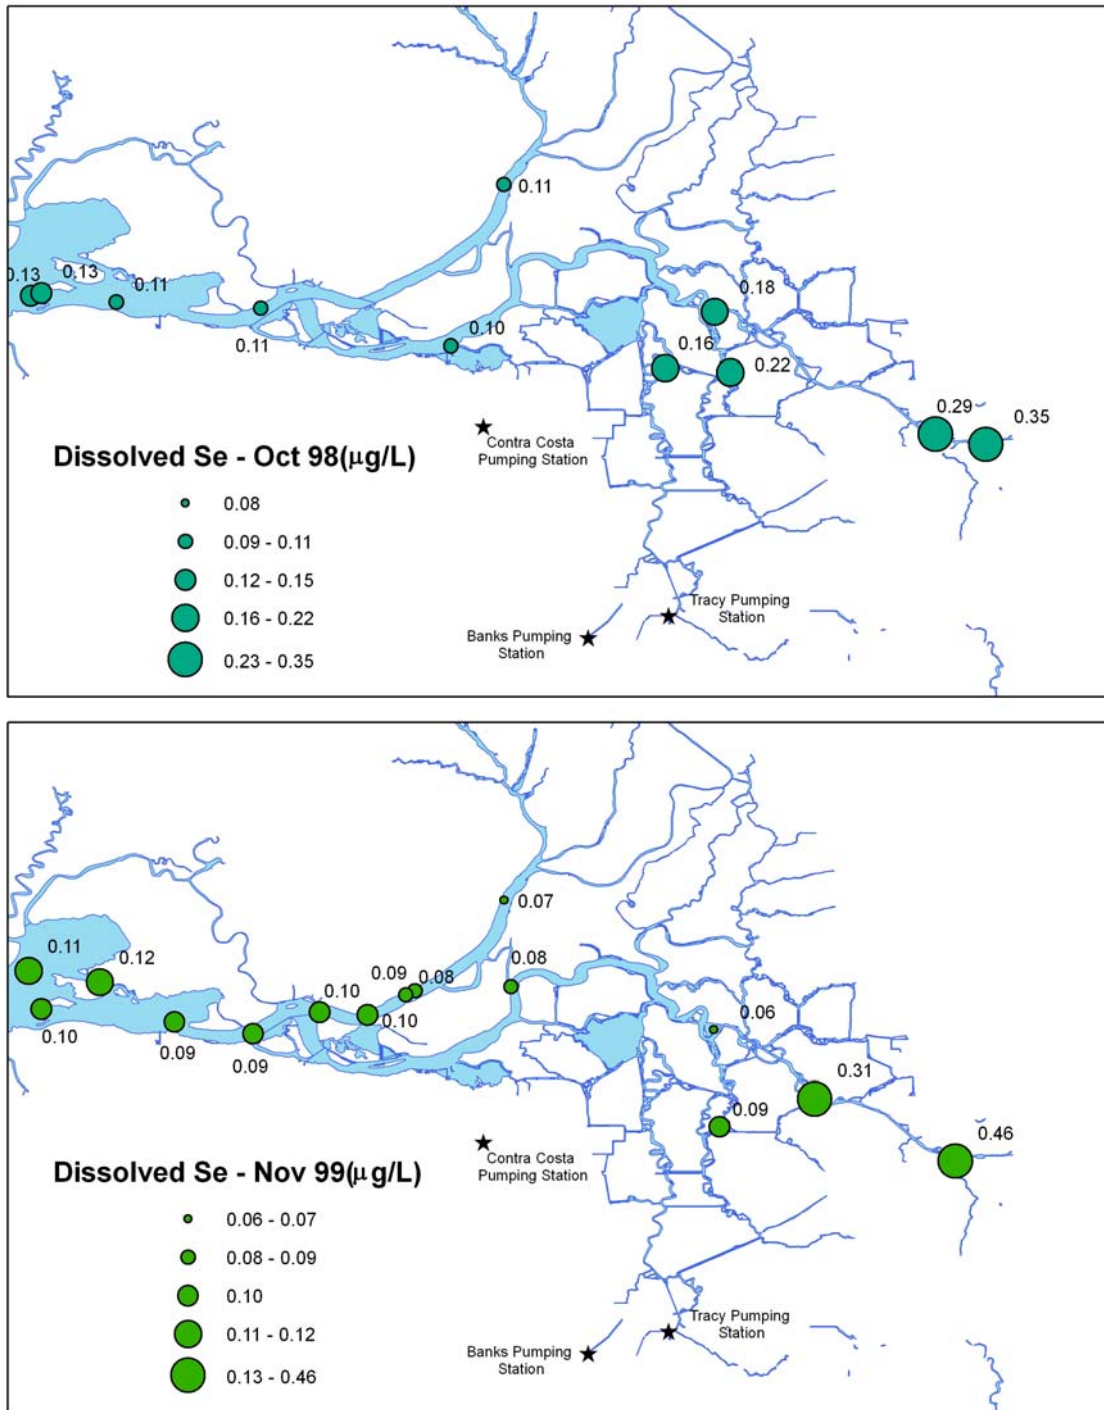 0.11
0.13
0.13
0.11
0.18
0.10
0.11
0.16
0.22
0.29
0.35
Contra Costa
Pumping Station
Dissolved Se - Oct 98(µg/L)
0.08
0.09 - 0.11
0.12 - 0.15
0.16 - 0.22
0.23 - 0.35
Tracy Pumping
Station
Banks Pumping
Station
0.07
0.11
0.12
0.09
0.08
0.08
0.10
0.10
0.06
0.10
0.09
0.09
0.31
0.09
0.46
Contra Costa
Pumping Station
Dissolved Se - Nov 99(µg/L)
0.06 - 0.07
0.08 - 0.09
0.10
0.11 - 0.12
0.13 - 0.46
Tracy Pumping
Station
Banks Pumping
Station